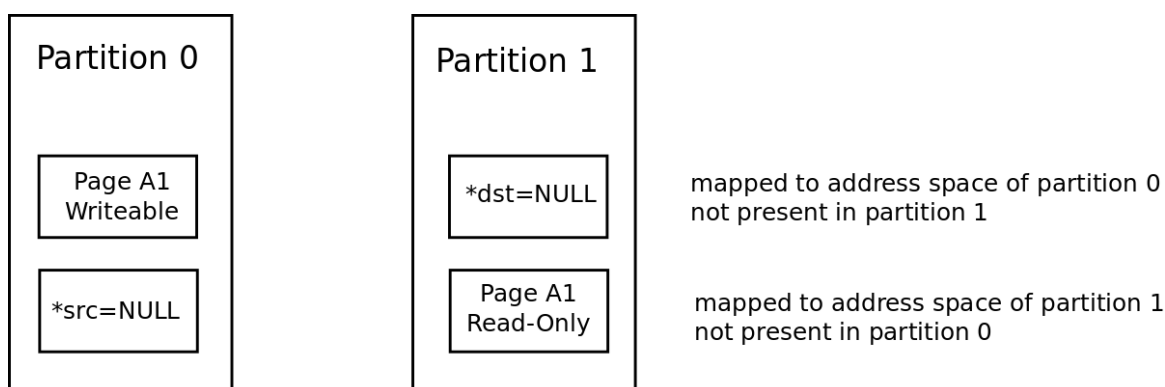 Partition 0
Partition 1
Page A1
Writeable
*dst=NULL
mapped to address space of partition 0
not present in partition 1
*src=NULL
Page A1
Read-Only
mapped to address space of partition 1
not present in partition 0